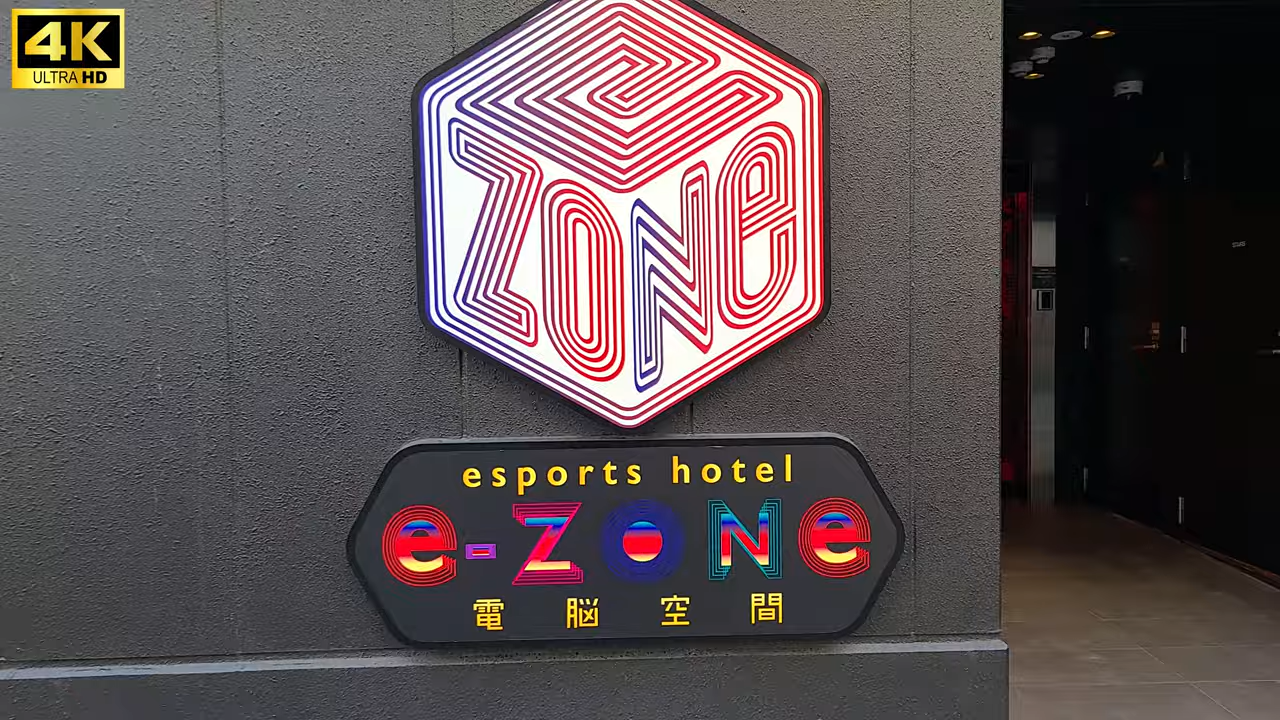 4K
ULTRA HD
e
ZONe
esports hotel
e-ZoNe
電脳空間